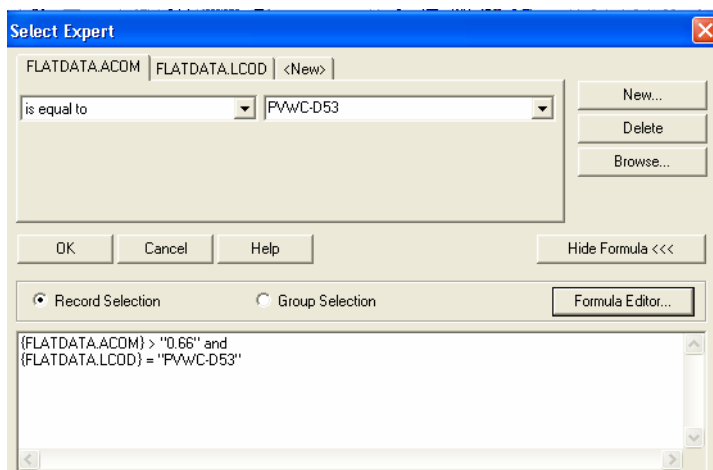 Select Expert
FLATDATA.ACOM FLATDATA.LCOD <New>
is equal to PVWC-D53
New...
Delete
Browse...
OK Cancel Help Hide Formula <<<
Record Selection Group Selection Formula Editor...
{FLATDATA.ACOM} > "0.66" and
{FLATDATA.LCOD} = "PVWC-D53"